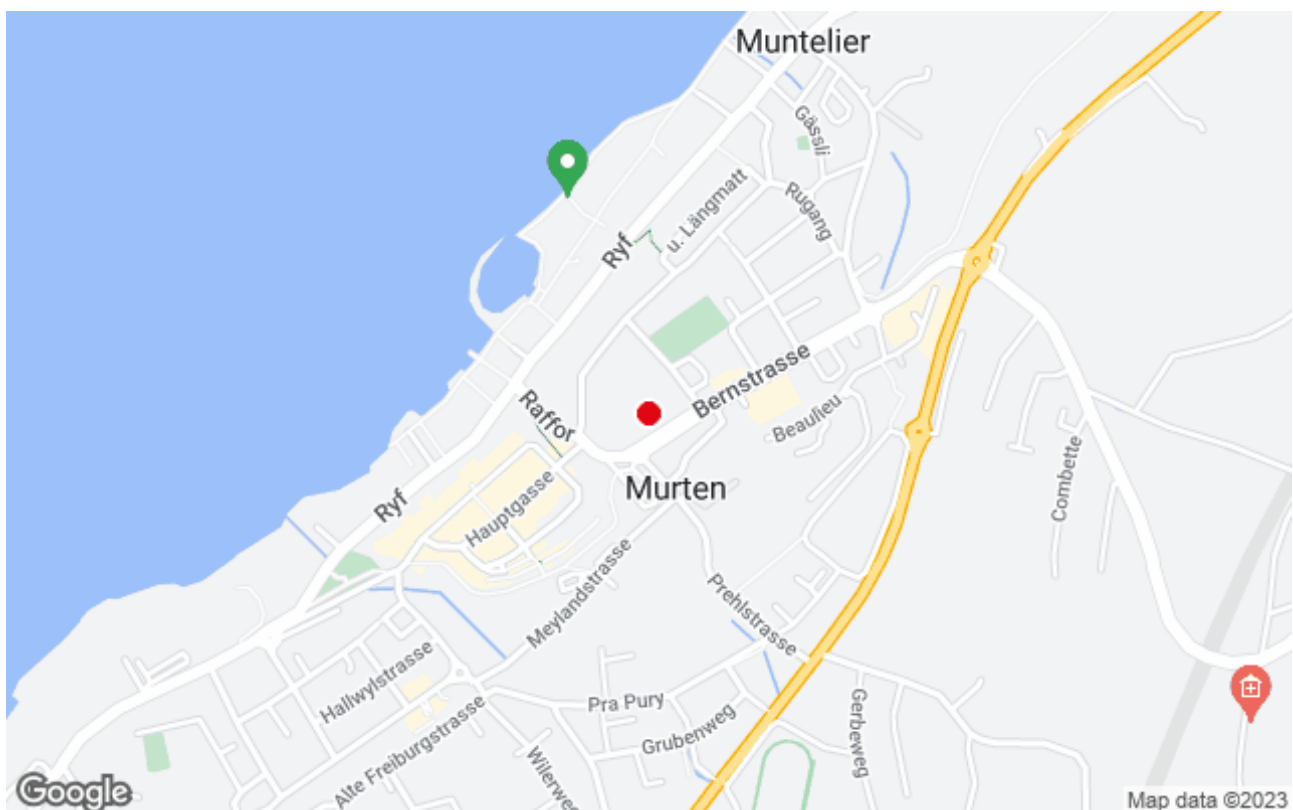 Muntelier
Gässli
Rugang
u. Längmatt
Ryf
Bernstrasse
Raffor
Beaulieu
Combette
Murten
Hauptgasse
Ryf
Meylandstrasse
Prehlstrasse
Hallwylstrasse
Pra Pury
Gerbeweg
Grubenweg
Alte Freiburgstrasse
Wilerweg
Google
Map data ©2023